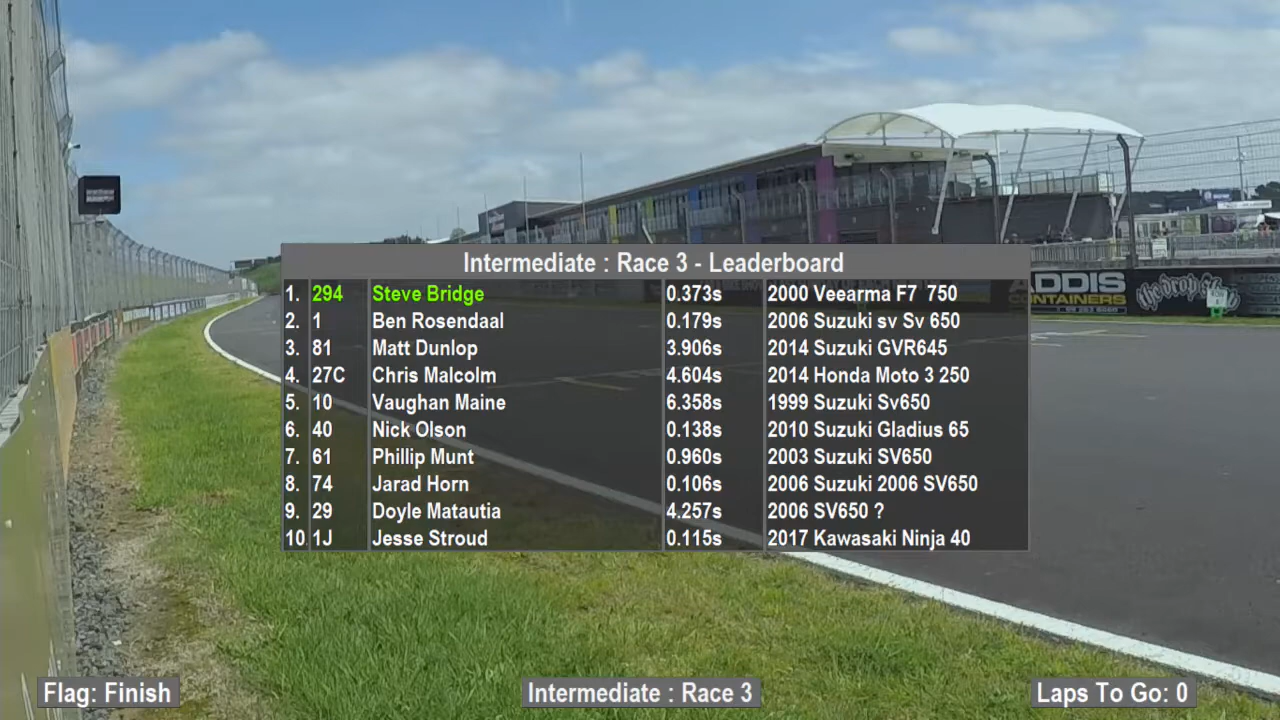 Intermediate : Race 3 - Leaderboard
1. 294 Steve Bridge 0.373s 2000 Veearma F7 750
2. 1 Ben Rosendaal 0.179s 2006 Suzuki sv Sv 650
3. 81 Matt Dunlop 3.906s 2014 Suzuki GVR645
4. 27C Chris Malcolm 4.604s 2014 Honda Moto 3 250
5. 10 Vaughan Maine 6.358s 1999 Suzuki Sv650
6. 40 Nick Olson 0.138s 2010 Suzuki Gladius 65
7. 61 Phillip Munt 0.960s 2003 Suzuki SV650
8. 74 Jarad Horn 0.106s 2006 Suzuki 2006 SV650
9. 29 Doyle Matautia 4.257s 2006 SV650 ?
10 1J Jesse Stroud 0.115s 2017 Kawasaki Ninja 40
ADDIS
CONTAINERS
the drop
Flag: Finish
Intermediate : Race 3
Laps To Go: 0